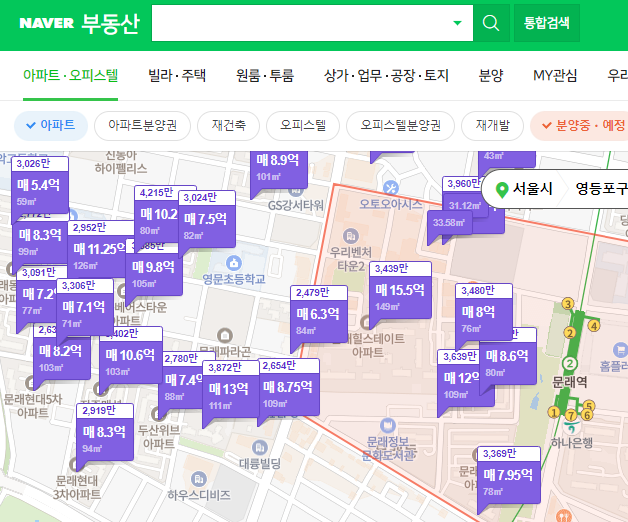 NAVER 부동산
통합검색
아파트 · 오피스텔
빌라 · 주택
원룸 · 투룸
상가 · 업무 · 공장 · 토지
분양
MY관심
우리
아파트
아파트분양권
재건축
오피스텔
오피스텔분양권
재개발
분양중 · 예정
서울시
영등포구
3,026만
매 5.4억
59㎡
신동아
하이펠리스
매 8.9억
101㎡
43㎡
3,960만
31.12㎡
33.58㎡
GS강서타워
오토오아시스
4,215만
매 10.2
80㎡
3,024만
매 7.5억
82㎡
매 8.3억
99㎡
2,952만
매 11.25억
126㎡
매 9.8억
105㎡
우리벤처
타운2
영문초등학교
3,091만
매 7.2
77㎡
3,306만
매 7.1억
71㎡
2,479만
매 6.3억
84㎡
3,439만
매 15.5억
149㎡
3,480만
매 8억
76㎡
매 8.2억
103㎡
매 10.6억
103㎡
2,780만
매 7.4
88㎡
3,872만
매 13억
111㎡
2,654만
매 8.75억
109㎡
힐스테이트
아파트
3,639만
매 12억
109㎡
매 8.6억
80㎡
홈플러
문래역
3
4
2
2
1
7
5
6
하나은행
문래현대5차
아파트
2,919만
매 8.3억
94㎡
두산위브
아파트
대륭빌딩
문래정보
문화도서관
3,369만
매 7.95억
78㎡
문래현대
3차아파트
하우스디비즈